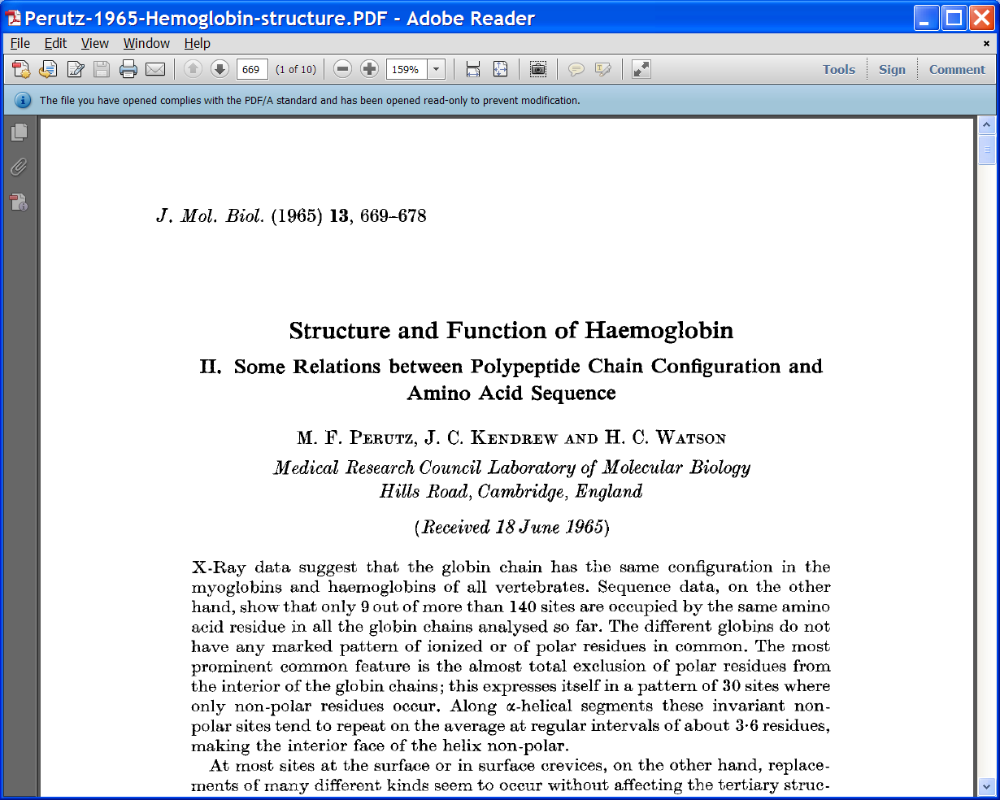 Perutz-1965-Hemoglobin-structure.PDF - Adobe Reader
File Edit View Window Help
669 (1 of 10) 159% Tools Sign Comment
The file you have opened complies with the PDF/A standard and has been opened read-only to prevent modification.
J. Mol. Biol. (1965) 13, 669–678
Structure and Function of Haemoglobin
II. Some Relations between Polypeptide Chain Configuration and
Amino Acid Sequence
M. F. Perutz, J. C. Kendrew and H. C. Watson
Medical Research Council Laboratory of Molecular Biology
Hills Road, Cambridge, England
(Received 18 June 1965)
X-Ray data suggest that the globin chain has the same configuration in the
myoglobins and haemoglobins of all vertebrates. Sequence data, on the other
hand, show that only 9 out of more than 140 sites are occupied by the same amino
acid residue in all the globin chains analysed so far. The different globins do not
have any marked pattern of ionized or of polar residues in common. The most
prominent common feature is the almost total exclusion of polar residues from
the interior of the globin chains; this expresses itself in a pattern of 30 sites where
only non-polar residues occur. Along α-helical segments these invariant non-
polar sites tend to repeat on the average at regular intervals of about 3·6 residues,
making the interior face of the helix non-polar.
At most sites at the surface or in surface crevices, on the other hand, replace-
ments of many different kinds seem to occur without affecting the tertiary struc-